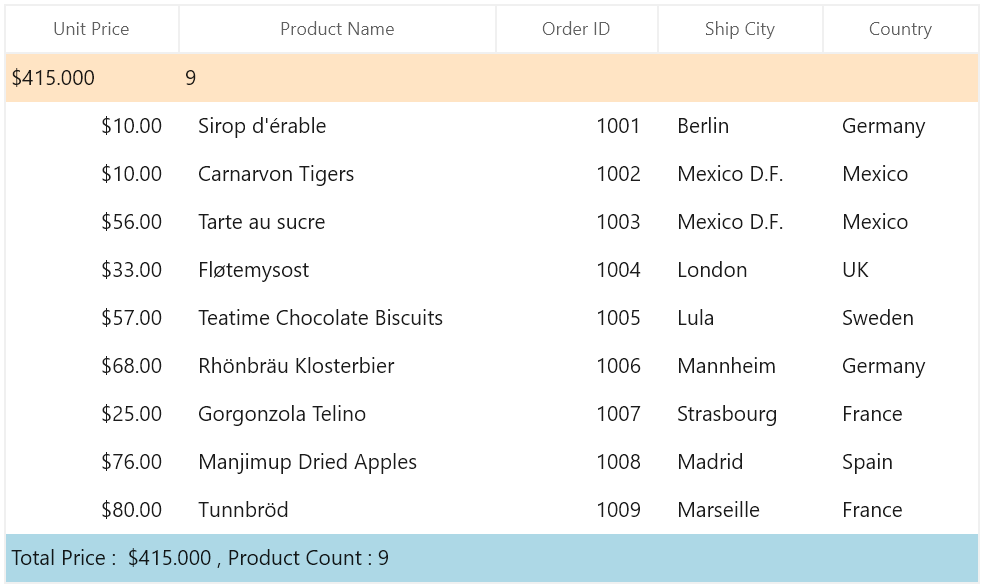 Unit Price Product Name Order ID Ship City Country
$415.000 9
$10.00 Sirop d'érable 1001 Berlin Germany
$10.00 Carnarvon Tigers 1002 Mexico D.F. Mexico
$56.00 Tarte au sucre 1003 Mexico D.F. Mexico
$33.00 Fløtemysost 1004 London UK
$57.00 Teatime Chocolate Biscuits 1005 Lula Sweden
$68.00 Rhönbräu Klosterbier 1006 Mannheim Germany
$25.00 Gorgonzola Telino 1007 Strasbourg France
$76.00 Manjimup Dried Apples 1008 Madrid Spain
$80.00 Tunnbröd 1009 Marseille France
Total Price : $415.000 , Product Count : 9